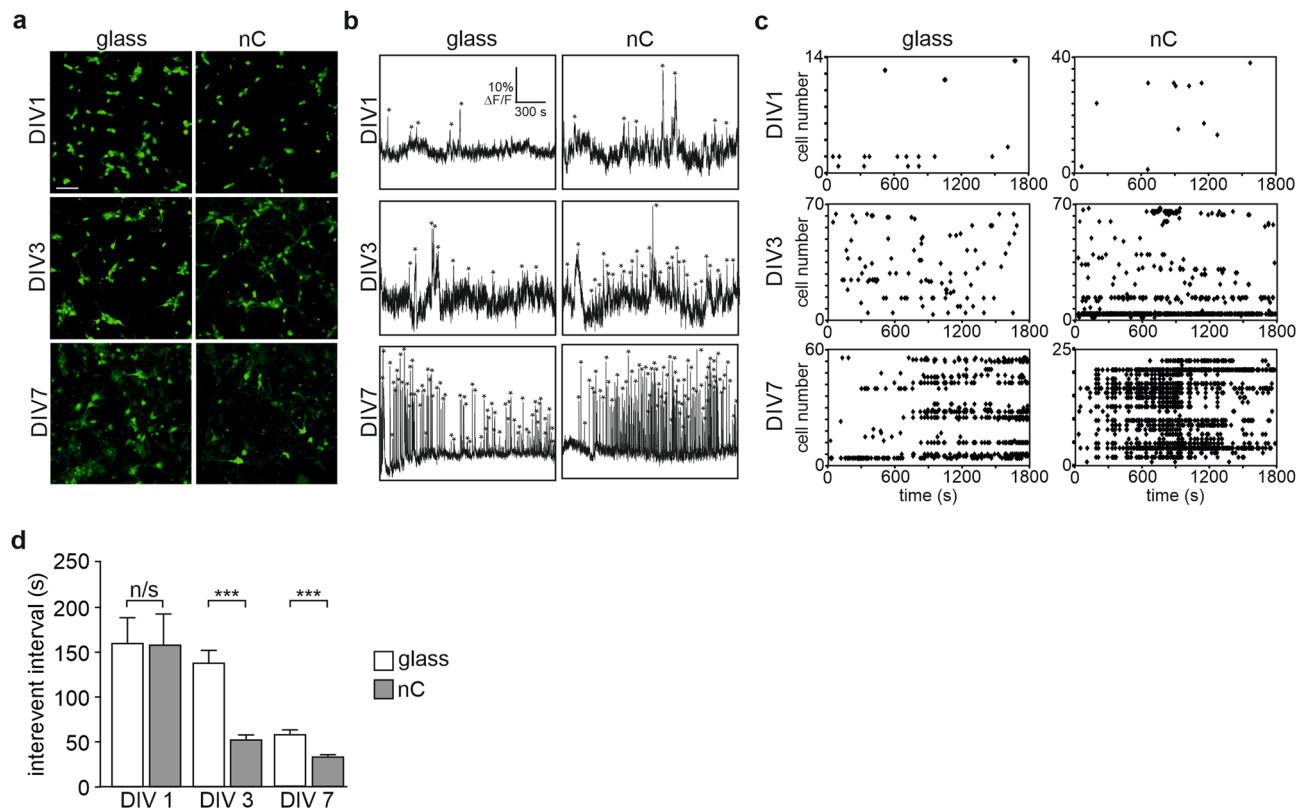 a
glass nC
DIV1
DIV3
DIV7
b
glass nC
DIV1
10%
ΔF/F
300 s
DIV3
DIV7
c
glass nC
DIV1
cell number
14
0
0 600 1200 1800
40
0
0 600 1200 1800
DIV3
cell number
70
0
0 600 1200 1800
70
0
0 600 1200 1800
DIV7
cell number
60
0
0 600 1200 1800
time (s)
25
0
0 600 1200 1800
time (s)
d
interevent interval (s)
250
200
150
100
50
0
n/s *** ***
DIV 1 DIV 3 DIV 7
glass
nC